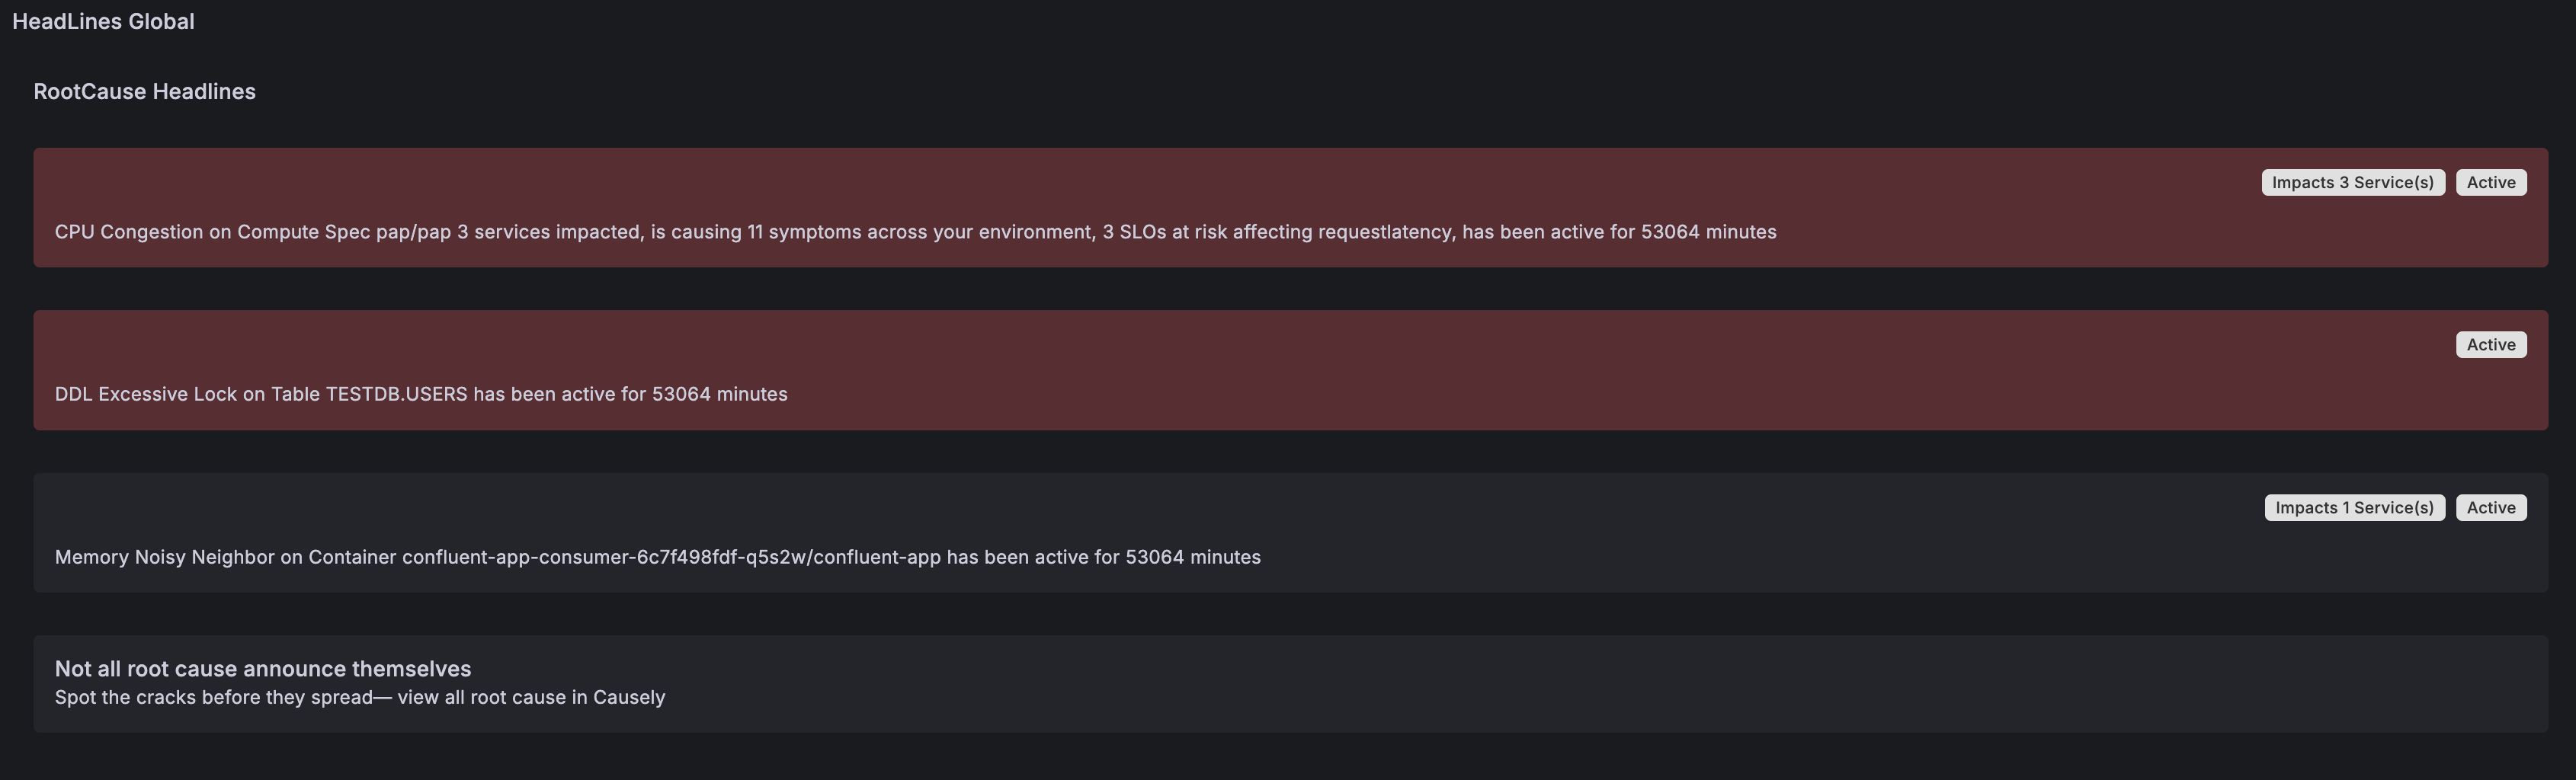 HeadLines Global
RootCause Headlines
Impacts 3 Service(s) Active
CPU Congestion on Compute Spec pap/pap 3 services impacted, is causing 11 symptoms across your environment, 3 SLOs at risk affecting requestlatency, has been active for 53064 minutes
Active
DDL Excessive Lock on Table TESTDB.USERS has been active for 53064 minutes
Impacts 1 Service(s) Active
Memory Noisy Neighbor on Container confluent-app-consumer-6c7f498fdf-q5s2w/confluent-app has been active for 53064 minutes
Not all root cause announce themselves
Spot the cracks before they spread— view all root cause in Causely